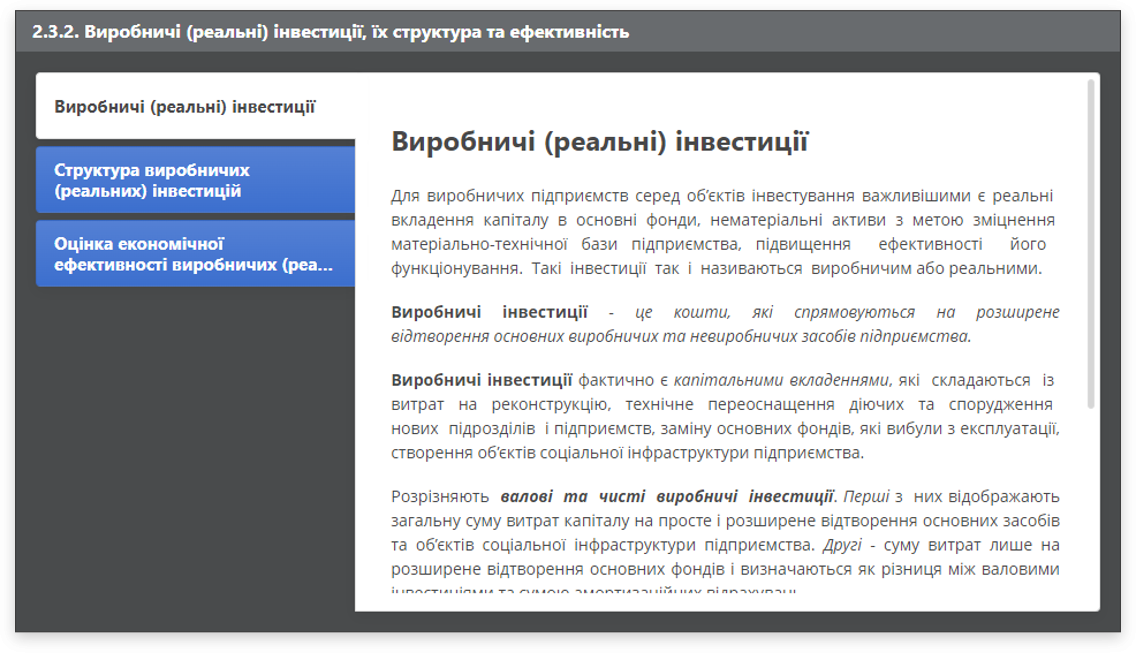 2.3.2. Виробничі (реальні) інвестиції, їх структура та ефективність
Виробничі (реальні) інвестиції
Структура виробничих
(реальних) інвестицій
Оцінка економічної
ефективності виробничих (реа...
Виробничі (реальні) інвестиції
Для виробничих підприємств серед об’єктів інвестування важливішими є реальні
вкладення капіталу в основні фонди, нематеріальні активи з метою зміцнення
матеріально-технічної бази підприємства, підвищення ефективності його
функціонування. Такі інвестиції так і називаються виробничим або реальними.
Виробничі інвестиції - це кошти, які спрямовуються на розширене
відтворення основних виробничих та невиробничих засобів підприємства.
Виробничі інвестиції фактично є капітальними вкладеннями, які складаються із
витрат на реконструкцію, технічне переоснащення діючих та спорудження
нових підрозділів і підприємств, заміну основних фондів, які вибули з експлуатації,
створення об’єктів соціальної інфраструктури підприємства.
Розрізняють валові та чисті виробничі інвестиції. Перші з них відображають
загальну суму витрат капіталу на просте і розширене відтворення основних засобів
та об’єктів соціальної інфраструктури підприємства. Другі - суму витрат лише на
розширене відтворення основних фондів і визначаються як різниця між валовими
інвестиціями та сумою амортизаційних відрахувань